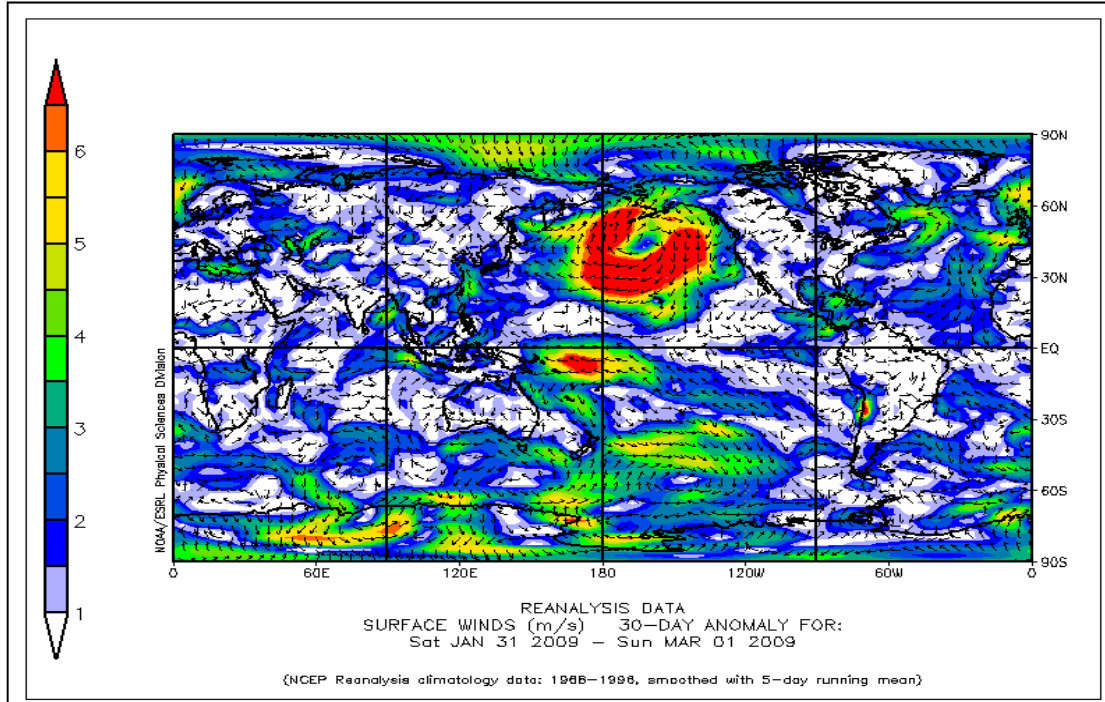 6
5
4
3
2
1
NOAA/ESRL Physical Sciences Division
90N
60N
30N
EQ
30S
60S
90S
0
60E
120E
180
120W
60W
0
REANALYSIS DATA
SURFACE WINDS (m/s) 30-DAY ANOMALY FOR:
Sat JAN 31 2009 - Sun MAR 01 2009
(NCEP Reanalysis climatology data: 1968-1996, smoothed with 5-day running mean)